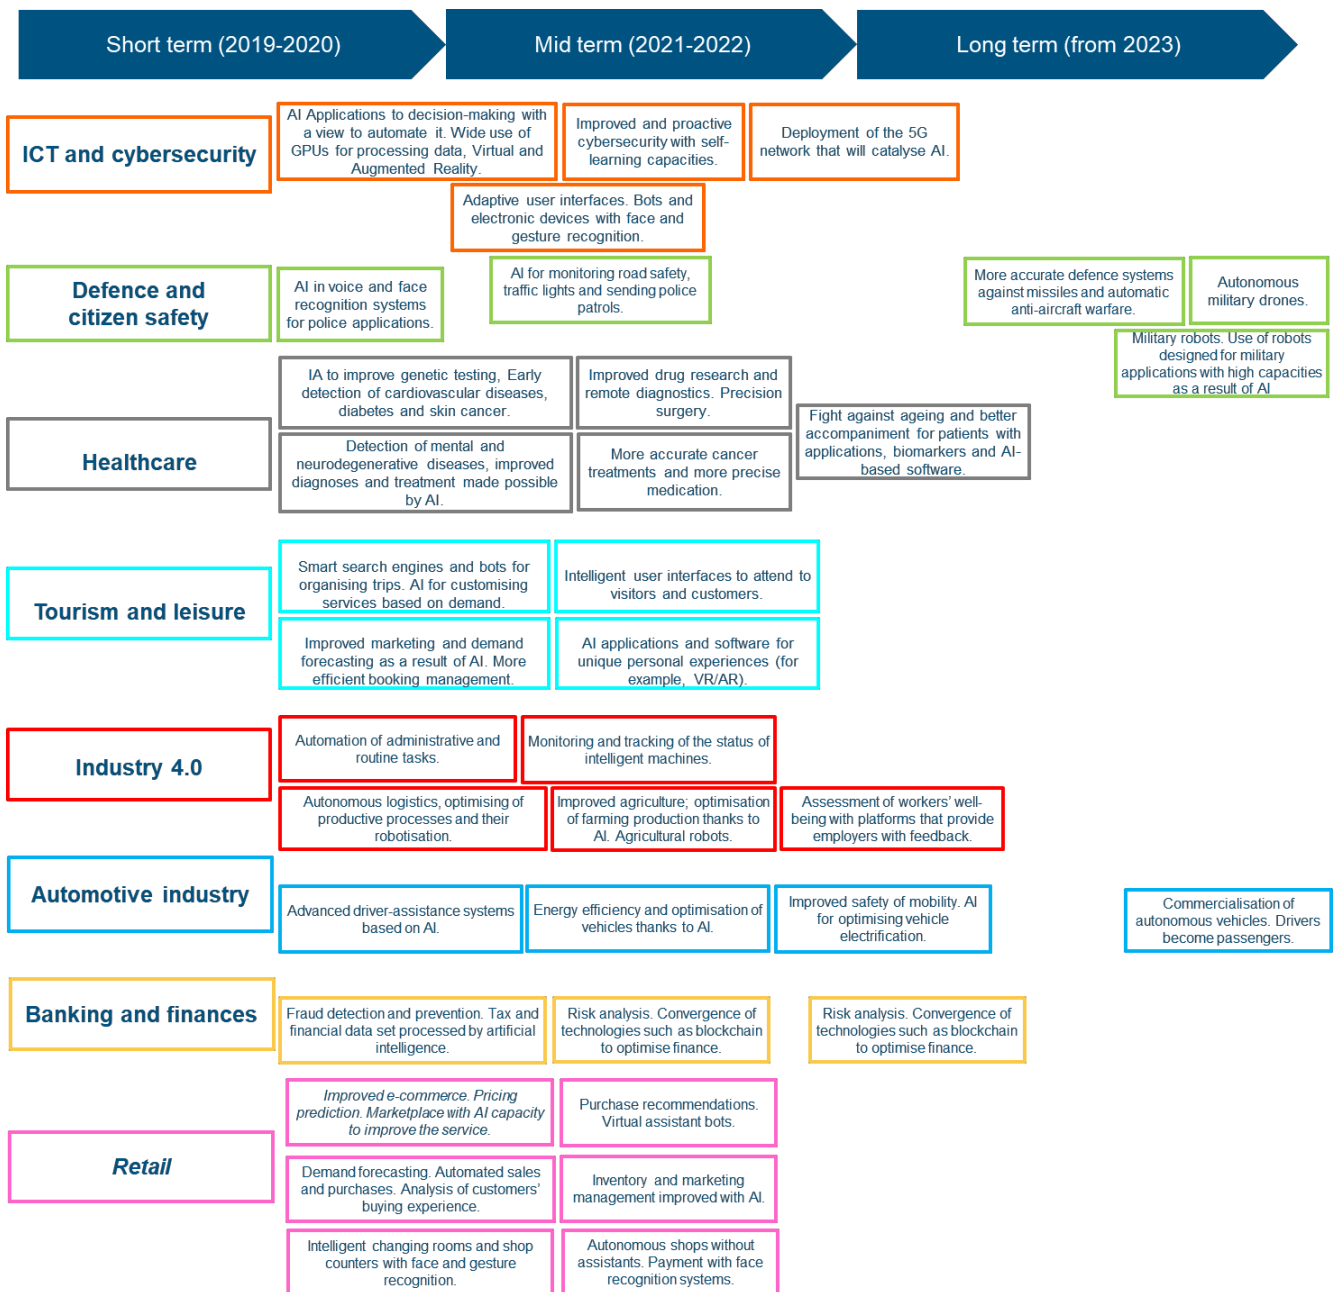 Short term (2019-2020)
Mid term (2021-2022)
Long term (from 2023)
ICT and cybersecurity
AI Applications to decision-making with
a view to automate it. Wide use of
GPUs for processing data, Virtual and
Augmented Reality.
Improved and proactive
cybersecurity with self-
learning capacities.
Deployment of the 5G
network that will catalyse AI.
Adaptive user interfaces. Bots and
electronic devices with face and
gesture recognition.
Defence and
citizen safety
AI in voice and face
recognition systems
for police applications.
AI for monitoring road safety,
traffic lights and sending police
patrols.
More accurate defence systems
against missiles and automatic
anti-aircraft warfare.
Autonomous
military drones.
Military robots. Use of robots
designed for military
applications with high capacities
as a result of AI
Healthcare
IA to improve genetic testing, Early
detection of cardiovascular diseases,
diabetes and skin cancer.
Improved drug research and
remote diagnostics. Precision
surgery.
Fight against ageing and better
accompaniment for patients with
applications, biomarkers and AI-
based software.
Detection of mental and
neurodegenerative diseases, improved
diagnoses and treatment made possible
by AI.
More accurate cancer
treatments and more precise
medication.
Tourism and leisure
Smart search engines and bots for
organising trips. AI for customising
services based on demand.
Intelligent user interfaces to attend to
visitors and customers.
Improved marketing and demand
forecasting as a result of AI. More
efficient booking management.
AI applications and software for
unique personal experiences (for
example, VR/AR).
Industry 4.0
Automation of administrative and
routine tasks.
Monitoring and tracking of the status of
intelligent machines.
Autonomous logistics, optimising of
productive processes and their
robotisation.
Improved agriculture; optimisation
of farming production thanks to
AI. Agricultural robots.
Assessment of workers' well-
being with platforms that provide
employers with feedback.
Automotive industry
Advanced driver-assistance systems
based on AI.
Energy efficiency and optimisation of
vehicles thanks to AI.
Improved safety of mobility. AI
for optimising vehicle
electrification.
Commercialisation of
autonomous vehicles. Drivers
become passengers.
Banking and finances
Fraud detection and prevention. Tax and
financial data set processed by artificial
intelligence.
Risk analysis. Convergence of
technologies such as blockchain
to optimise finance.
Risk analysis. Convergence of
technologies such as blockchain
to optimise finance.
Retail
Improved e-commerce. Pricing
prediction. Marketplace with AI capacity
to improve the service.
Purchase recommendations.
Virtual assistant bots.
Demand forecasting. Automated sales
and purchases. Analysis of customers'
buying experience.
Inventory and marketing
management improved with AI.
Intelligent changing rooms and shop
counters with face and gesture
recognition.
Autonomous shops without
assistants. Payment with face
recognition systems.